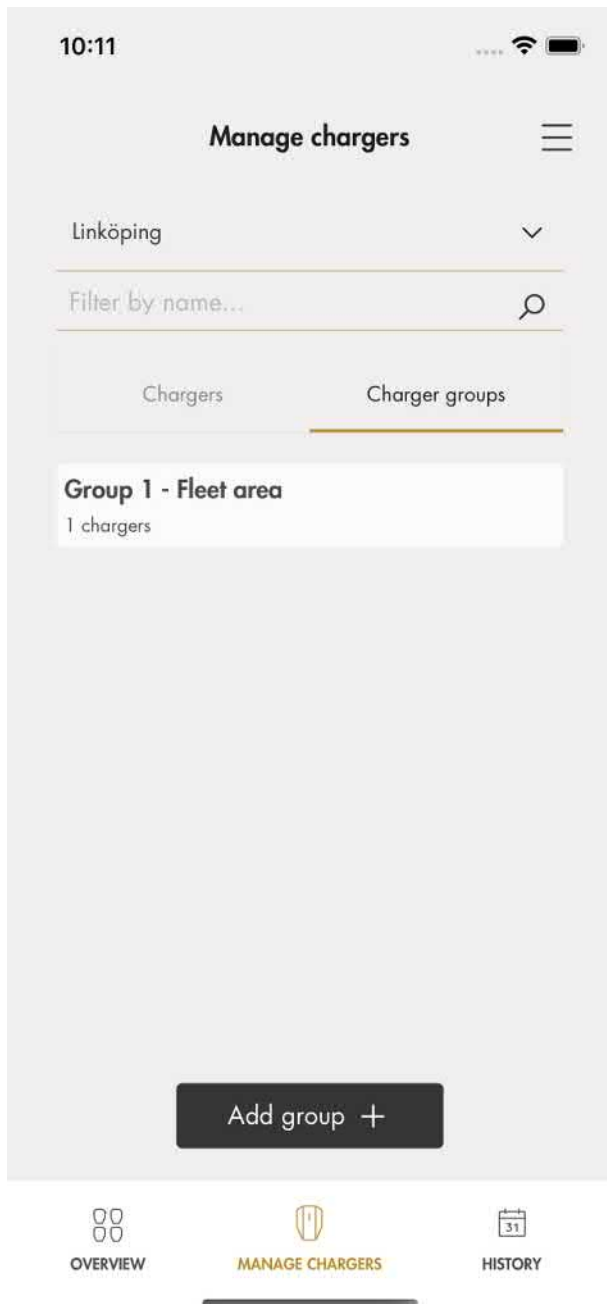 10:11
Manage chargers
Linköping
Filter by name...
Chargers Charger groups
Group 1 - Fleet area
1 chargers
Add group +
31
OVERVIEW MANAGE CHARGERS HISTORY